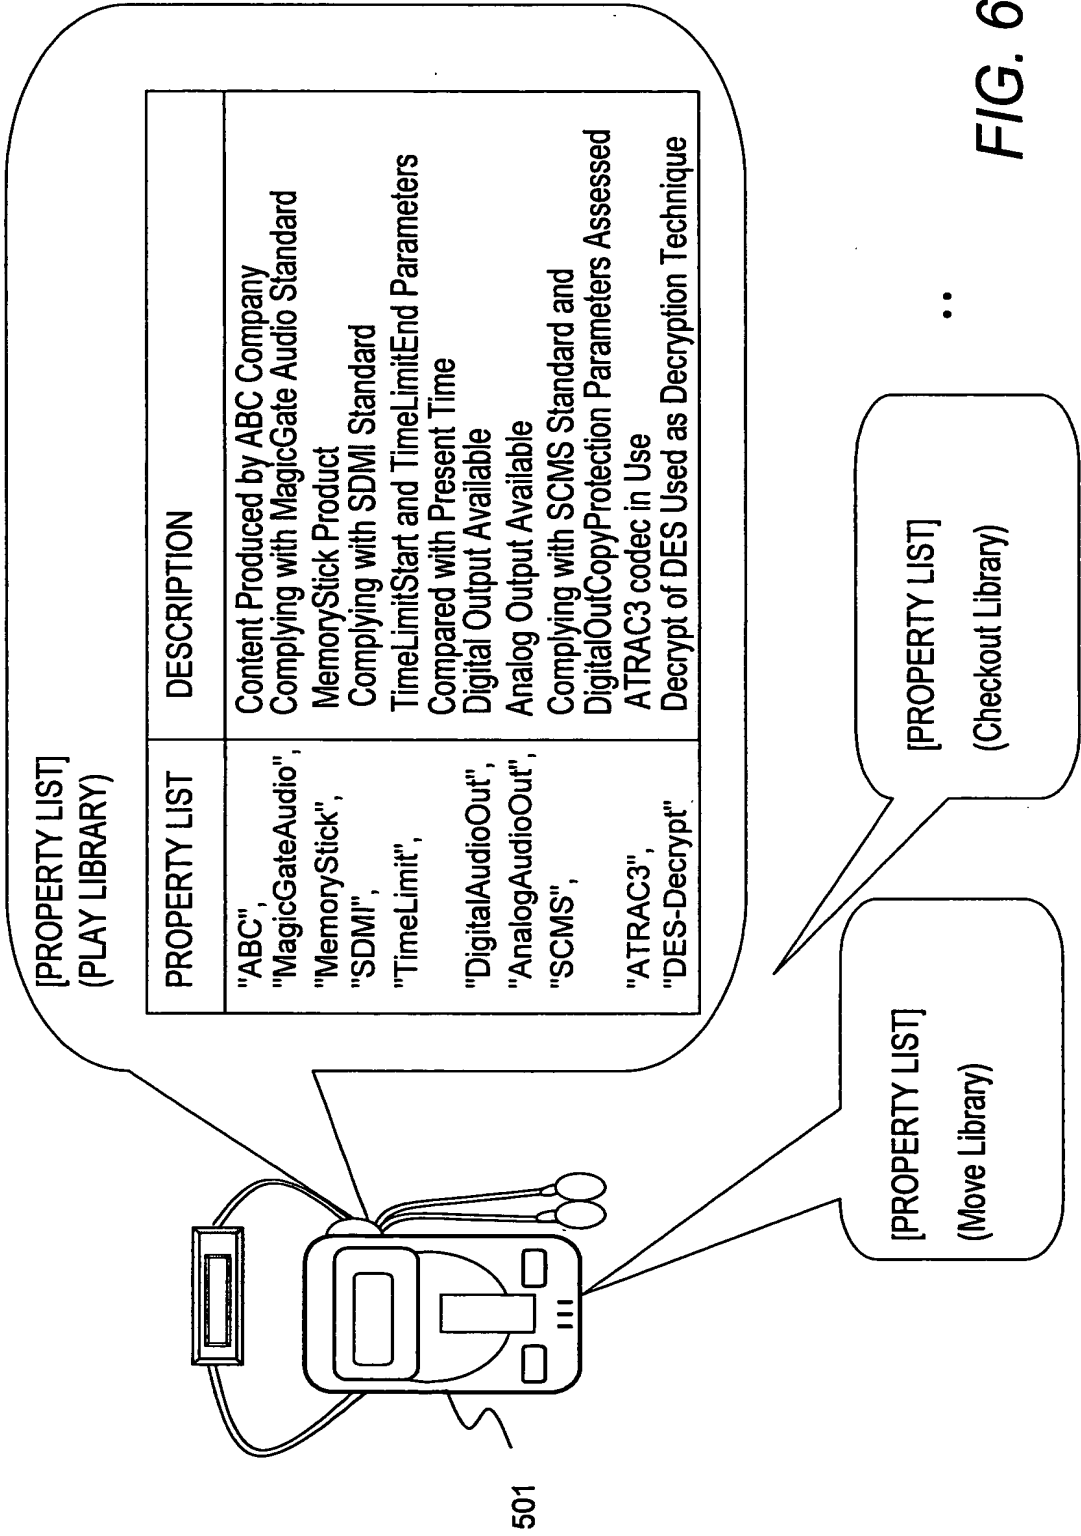 [PROPERTY LIST]
(PLAY LIBRARY)
PROPERTY LIST
DESCRIPTION
"ABC",
Content Produced by ABC Company
"MagicGateAudio",
Complying with MagicGate Audio Standard
"MemoryStick",
MemoryStick Product
"SDMI",
Complying with SDMI Standard
"TimeLimit",
TimeLimitStart and TimeLimitEnd Parameters
Compared with Present Time
"DigitalAudioOut",
Digital Output Available
"AnalogAudioOut",
Analog Output Available
"SCMS",
Complying with SCMS Standard and
DigitalOutCopyProtection Parameters Assessed
"ATRAC3",
ATRAC3 codec in Use
"DES-Decrypt"
Decrypt of DES Used as Decryption Technique
501
[PROPERTY LIST]
(Move Library)
[PROPERTY LIST]
(Checkout Library)
..
FIG. 6